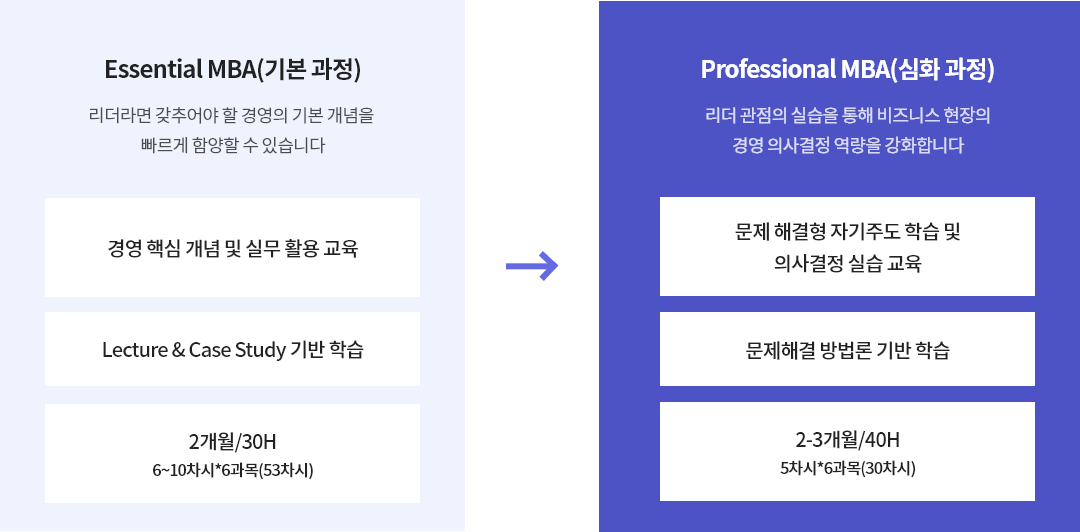 Essential MBA(기본 과정)
리더라면 갖추어야 할 경영의 기본 개념을
빠르게 함양할 수 있습니다
경영 핵심 개념 및 실무 활용 교육
Lecture & Case Study 기반 학습
2개월/30H
6~10차시*6과목(53차시)
Professional MBA(심화 과정)
리더 관점의 실습을 통해 비즈니스 현장의
경영 의사결정 역량을 강화합니다
문제 해결형 자기주도 학습 및
의사결정 실습 교육
문제해결 방법론 기반 학습
2-3개월/40H
5차시*6과목(30차시)